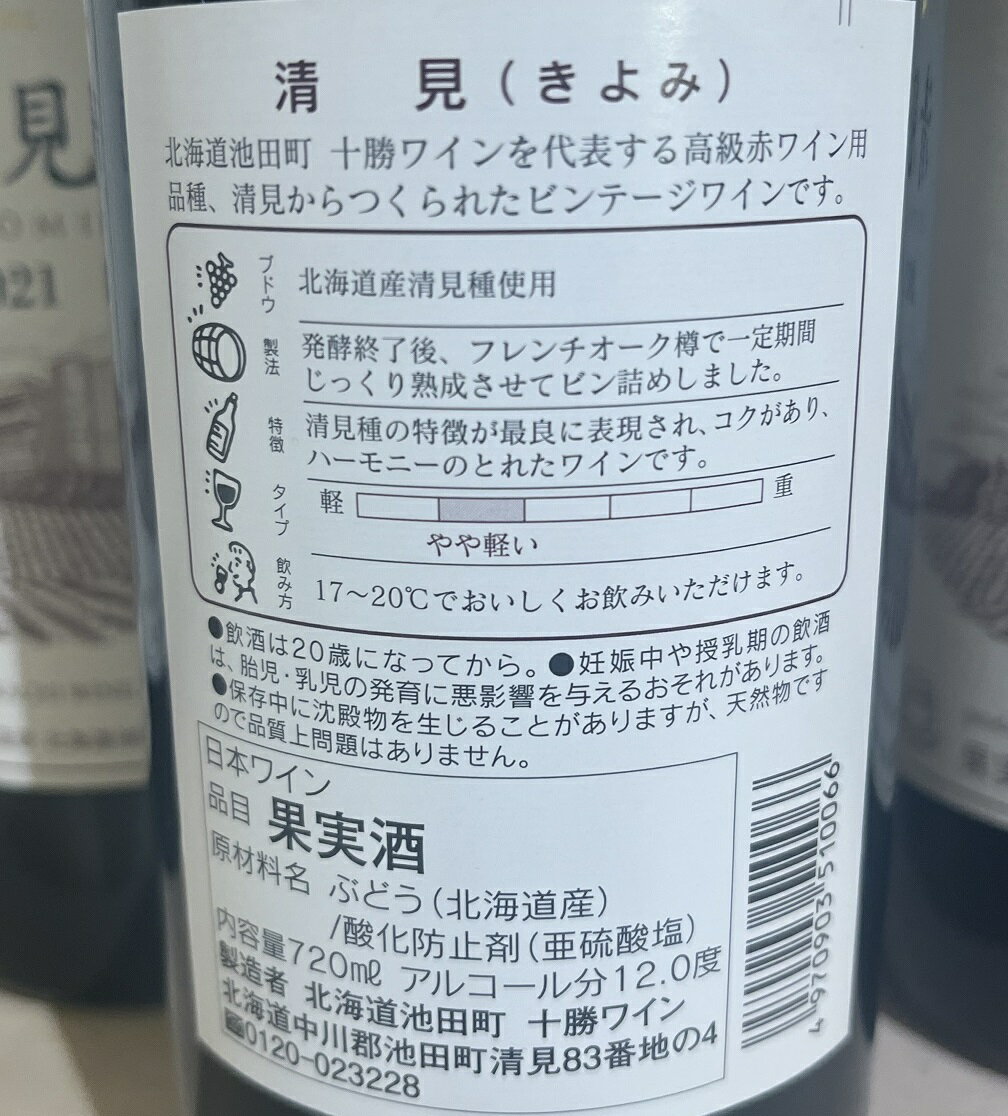 清見(きよみ)
北海道池田町 十勝ワインを代表する高級赤ワイン用
品種、清見からつくられたビンテージワインです。
ブドウ
北海道産清見種使用
製法
発酵終了後、フレンチオーク樽で一定期間
じっくり熟成させてビン詰めしました。
特徴
清見種の特徴が最良に表現され、コクがあり、
ハーモニーのとれたワインです。
タイプ
軽 重
やや軽い
飲み方
17～20℃でおいしくお飲みいただけます。
●飲酒は20歳になってから。●妊娠中や授乳期の飲酒
は、胎児・乳児の発育に悪影響を与えるおそれがあります。
●保存中に沈殿物を生じることがありますが、天然物です
ので品質上問題はありません。
日本ワイン
品目 果実酒
原材料名 ぶどう(北海道産)
/酸化防止剤(亜硫酸塩)
内容量720㎖ アルコール分12.0度
製造者 北海道池田町 十勝ワイン
北海道中川郡池田町清見83番地の4
0120-023228
4970903510066
見
OMI
021